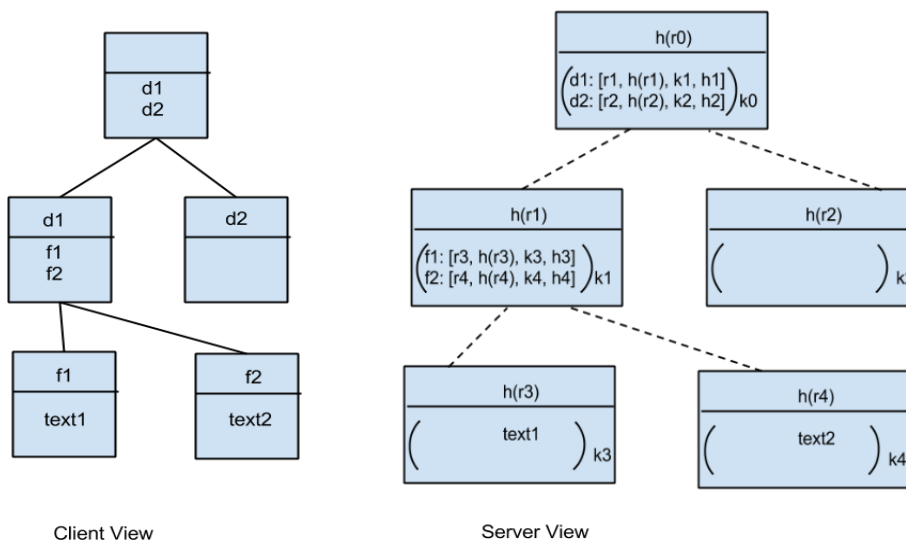 d1
d2
d1
f1
f2
d2
f1
text1
f2
text2
Client View
h(r0)
(d1: [r1, h(r1), k1, h1]
d2: [r2, h(r2), k2, h2])k0
h(r1)
(f1: [r3, h(r3), k3, h3]
f2: [r4, h(r4), k4, h4])k1
h(r2)
( )
h(r3)
( text1 ) k3
h(r4)
( text2 ) k4
Server View